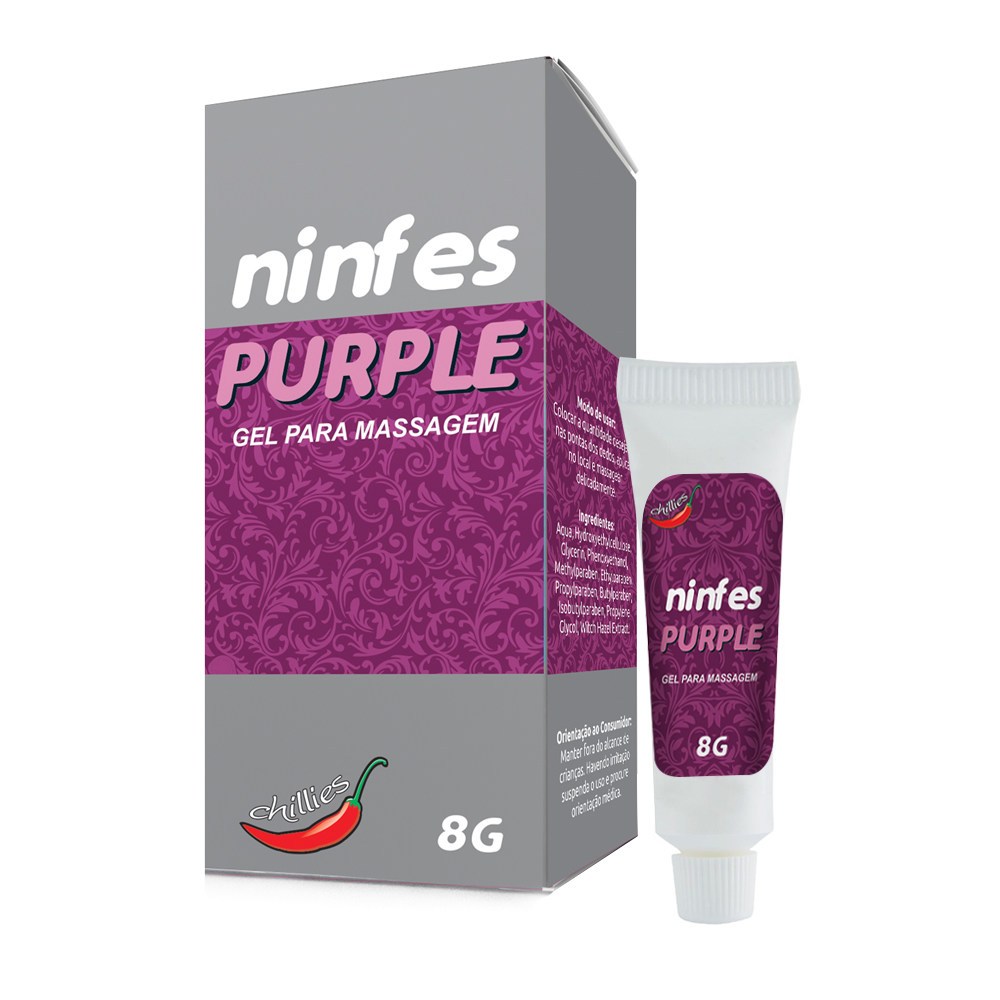 ninfes
PURPLE
GEL PARA MASSAGEM
chillies
8G
Modo de usar:
Colocar a quantidade
nas pontas dos dedos,
no local e massagear
delicadamente.
Ingredientes:
Aqua, Hydroxyethylcellulose,
Glycerin, Phenoxyethanol,
Methylparaben, Ethylparaben,
Propylparaben, Butylparaben,
Isobutylparaben, Propylene
Glycol, Witch Hazel Extract.
Orientação ao Consumidor:
Manter fora do alcance de
crianças. Havendo irritação
suspenda o uso e procure
orientação médica.
chillies
ninfes
PURPLE
GEL PARA MASSAGEM
8G